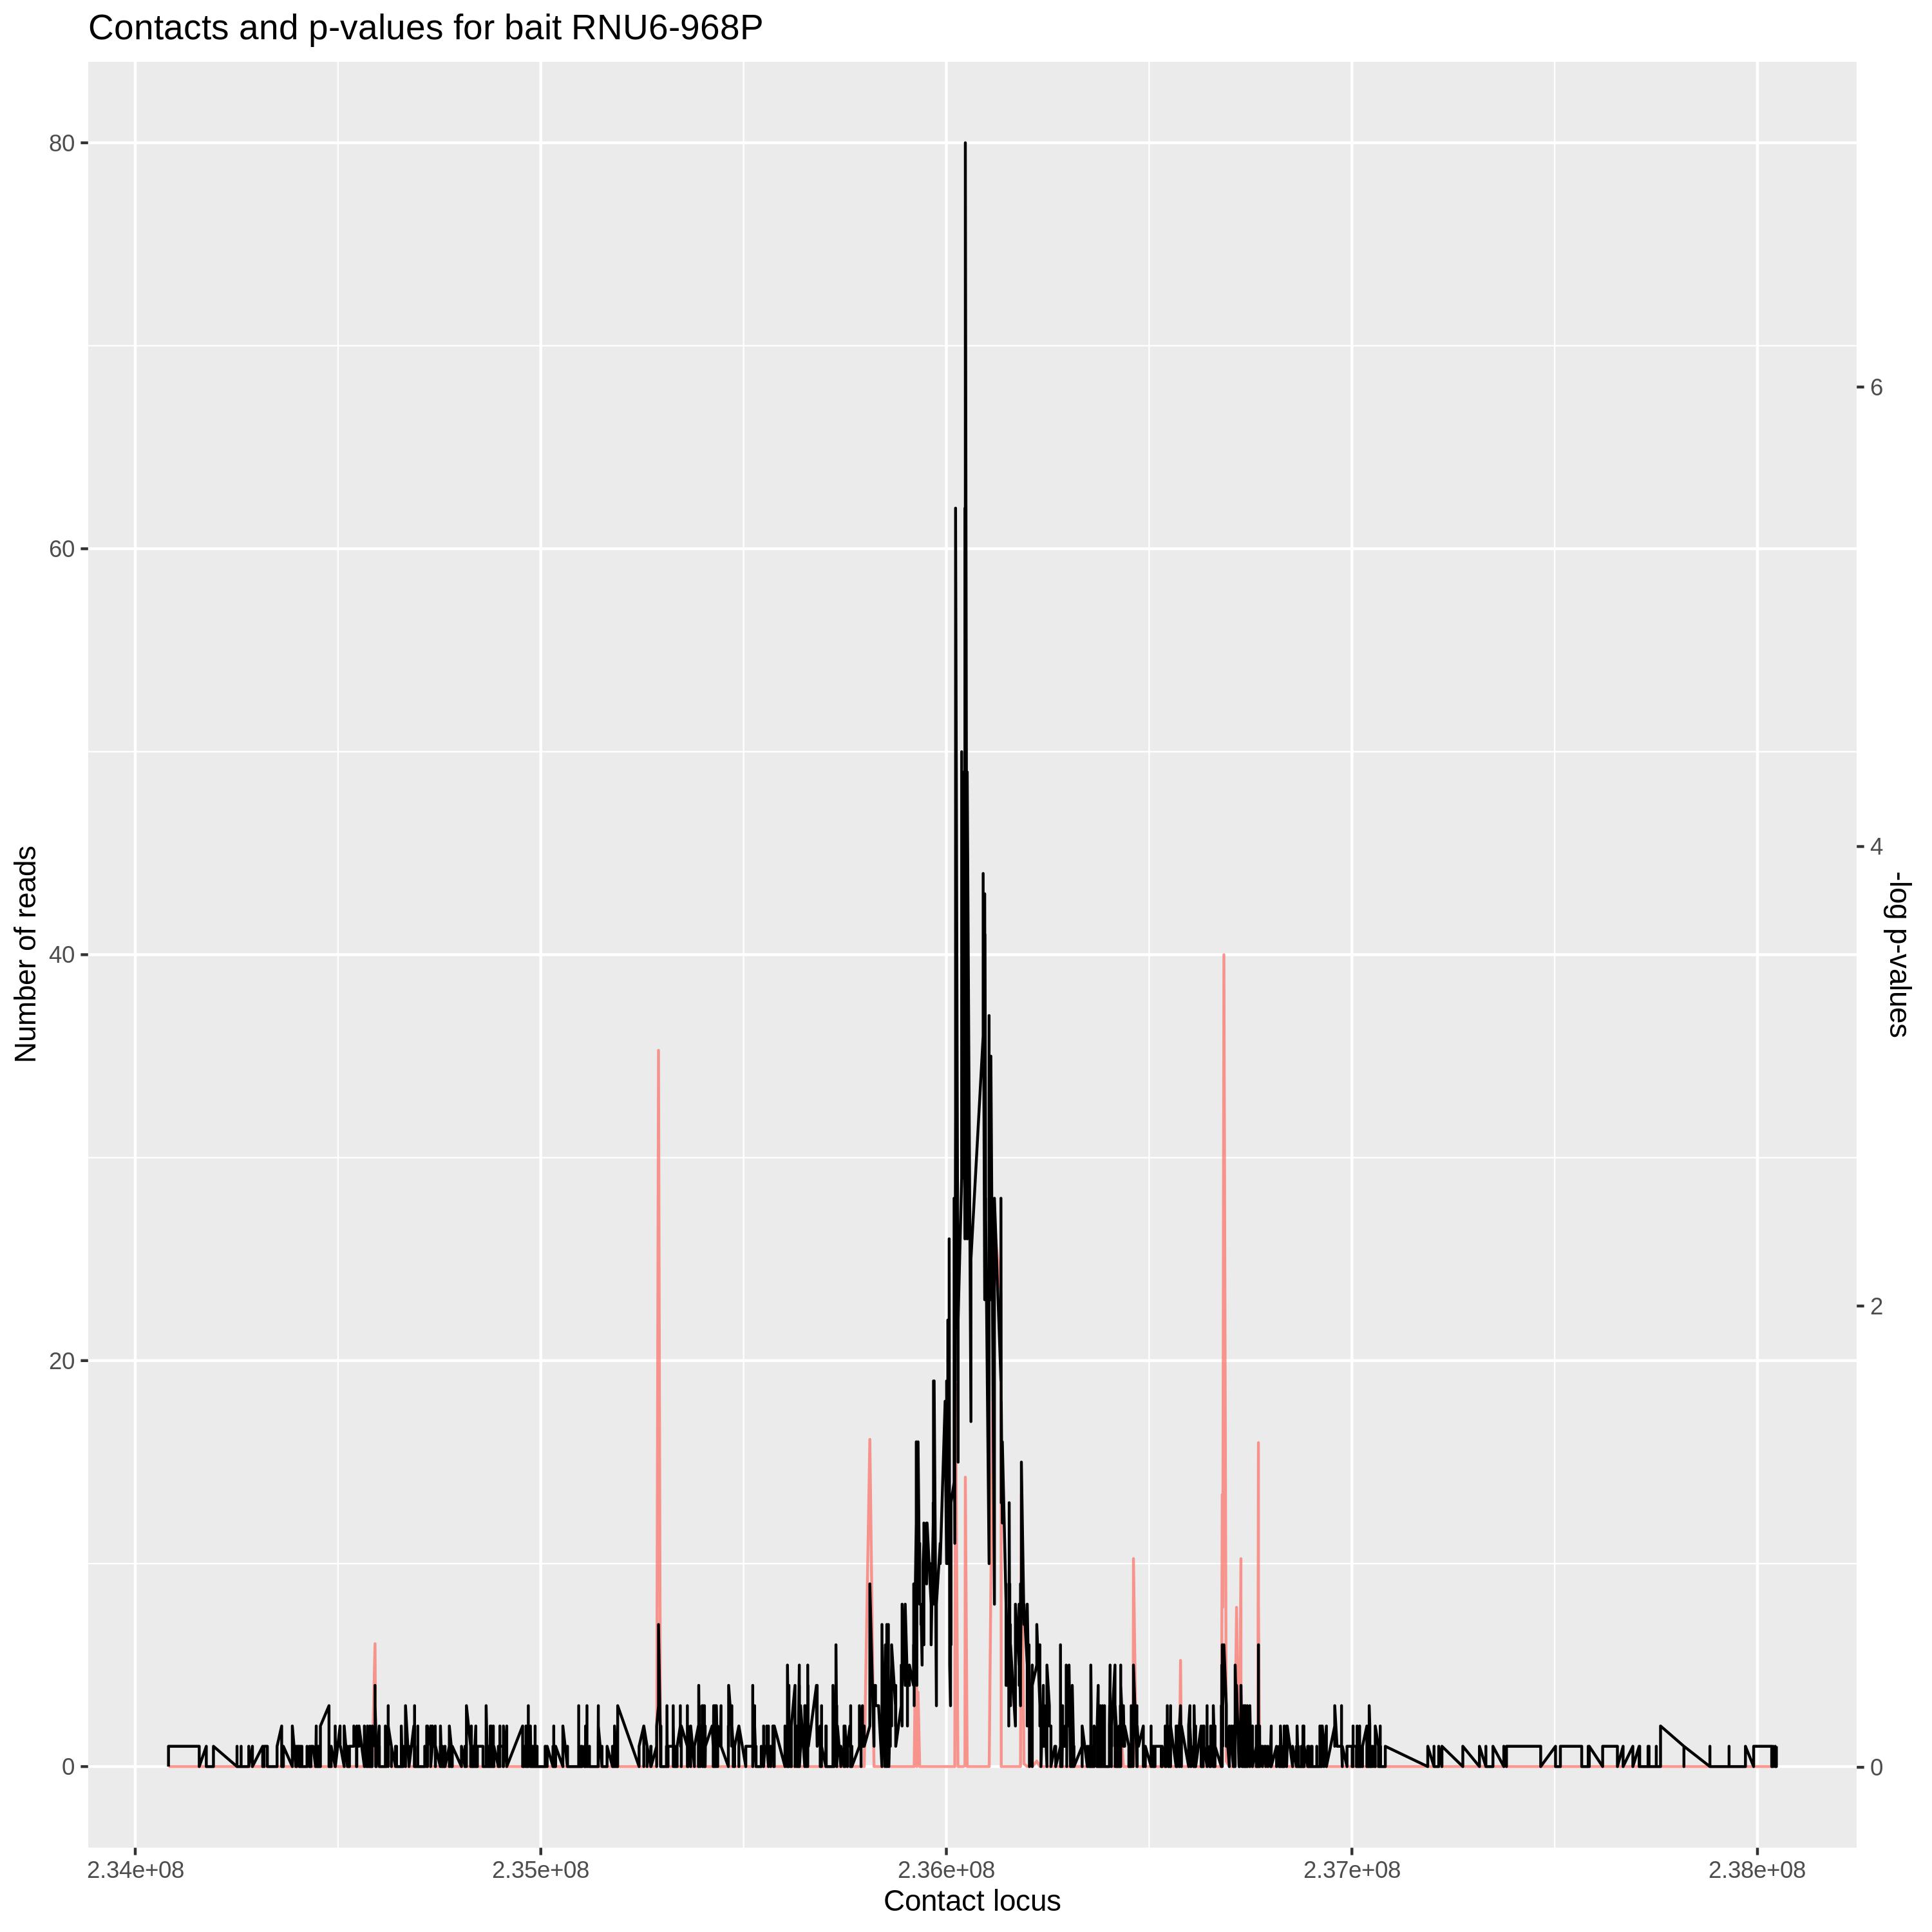 Contacts and p-values for bait RNU6-968P
80
60
40
20
0
6
4
2
0
Number of reads
-log p-values
2.34e+08 2.35e+08 2.36e+08 2.37e+08 2.38e+08
Contact locus